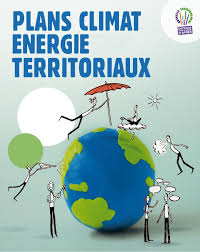 PLANS CLIMAT
ENERGIE
TERRITORIAUX